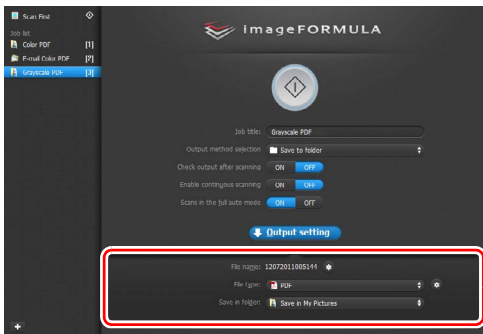 Scan First
imageFORMULA
Job list
Color PDF [1]
E-mail Color PDF [2]
Grayscale PDF [3]
Job title: Grayscale PDF
Output method selection Save to folder
Check output after scanning ON OFF
Enable continuous scanning ON OFF
Scans in the full auto mode ON OFF
Output setting
File name: 12072011005144
File type: PDF
Save in folder: Save in My Pictures
+